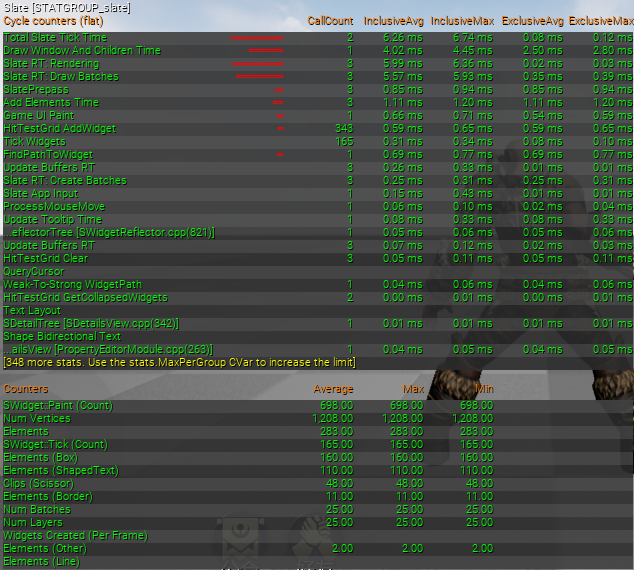 Slate [STATGROUP_slate]
Cycle counters (flat) CallCount InclusiveAvg InclusiveMax ExclusiveAvg ExclusiveMax
Total Slate Tick Time 2 6.26 ms 6.74 ms 0.08 ms 0.12 ms
Draw Window And Children Time 1 4.02 ms 4.45 ms 2.50 ms 2.80 ms
Slate RT: Rendering 3 5.99 ms 6.36 ms 0.02 ms 0.03 ms
Slate RT: Draw Batches 3 5.57 ms 5.93 ms 0.35 ms 0.39 ms
SlatePrepass 3 0.85 ms 0.94 ms 0.85 ms 0.94 ms
Add Elements Time 3 1.11 ms 1.20 ms 1.11 ms 1.20 ms
Game UI Paint 1 0.66 ms 0.71 ms 0.54 ms 0.59 ms
HitTestGrid AddWidget 343 0.59 ms 0.65 ms 0.59 ms 0.65 ms
Tick Widgets 165 0.31 ms 0.34 ms 0.08 ms 0.10 ms
FindPathToWidget 1 0.69 ms 0.77 ms 0.69 ms 0.77 ms
Update Buffers RT 3 0.26 ms 0.33 ms 0.01 ms 0.01 ms
Slate RT: Create Batches 3 0.25 ms 0.31 ms 0.25 ms 0.31 ms
Slate App Input 1 0.15 ms 0.43 ms 0.01 ms 0.01 ms
ProcessMouseMove 1 0.06 ms 0.10 ms 0.02 ms 0.04 ms
Update Tooltip Time 1 0.08 ms 0.33 ms 0.08 ms 0.33 ms
...eflectorTree [SWidgetReflector.cpp(821)] 1 0.05 ms 0.06 ms 0.05 ms 0.06 ms
Update Buffers RT 3 0.07 ms 0.12 ms 0.02 ms 0.03 ms
HitTestGrid Clear 3 0.05 ms 0.11 ms 0.05 ms 0.11 ms
QueryCursor
Weak-To-Strong WidgetPath 1 0.04 ms 0.06 ms 0.04 ms 0.06 ms
HitTestGrid GetCollapsedWidgets 2 0.00 ms 0.01 ms 0.00 ms 0.01 ms
Text Layout
SDetailTree [SDetailsView.cpp(342)] 1 0.01 ms 0.01 ms 0.01 ms 0.01 ms
Shape Bidirectional Text
...ailsView [PropertyEditorModule.cpp(263)] 1 0.04 ms 0.05 ms 0.04 ms 0.05 ms
[348 more stats. Use the stats.MaxPerGroup CVar to increase the limit]
Counters Average Max Min
SWidget::Paint (Count) 698.00 698.00 698.00
Num Vertices 1,208.00 1,208.00 1,208.00
Elements 283.00 283.00 283.00
SWidget::Tick (Count) 165.00 165.00 165.00
Elements (Box) 160.00 160.00 160.00
Elements (ShapedText) 110.00 110.00 110.00
Clips (Scissor) 48.00 48.00 48.00
Elements (Border) 11.00 11.00 11.00
Num Batches 25.00 25.00 25.00
Num Layers 25.00 25.00 25.00
Widgets Created (Per Frame)
Elements (Other) 2.00 2.00 2.00
Elements (Line)